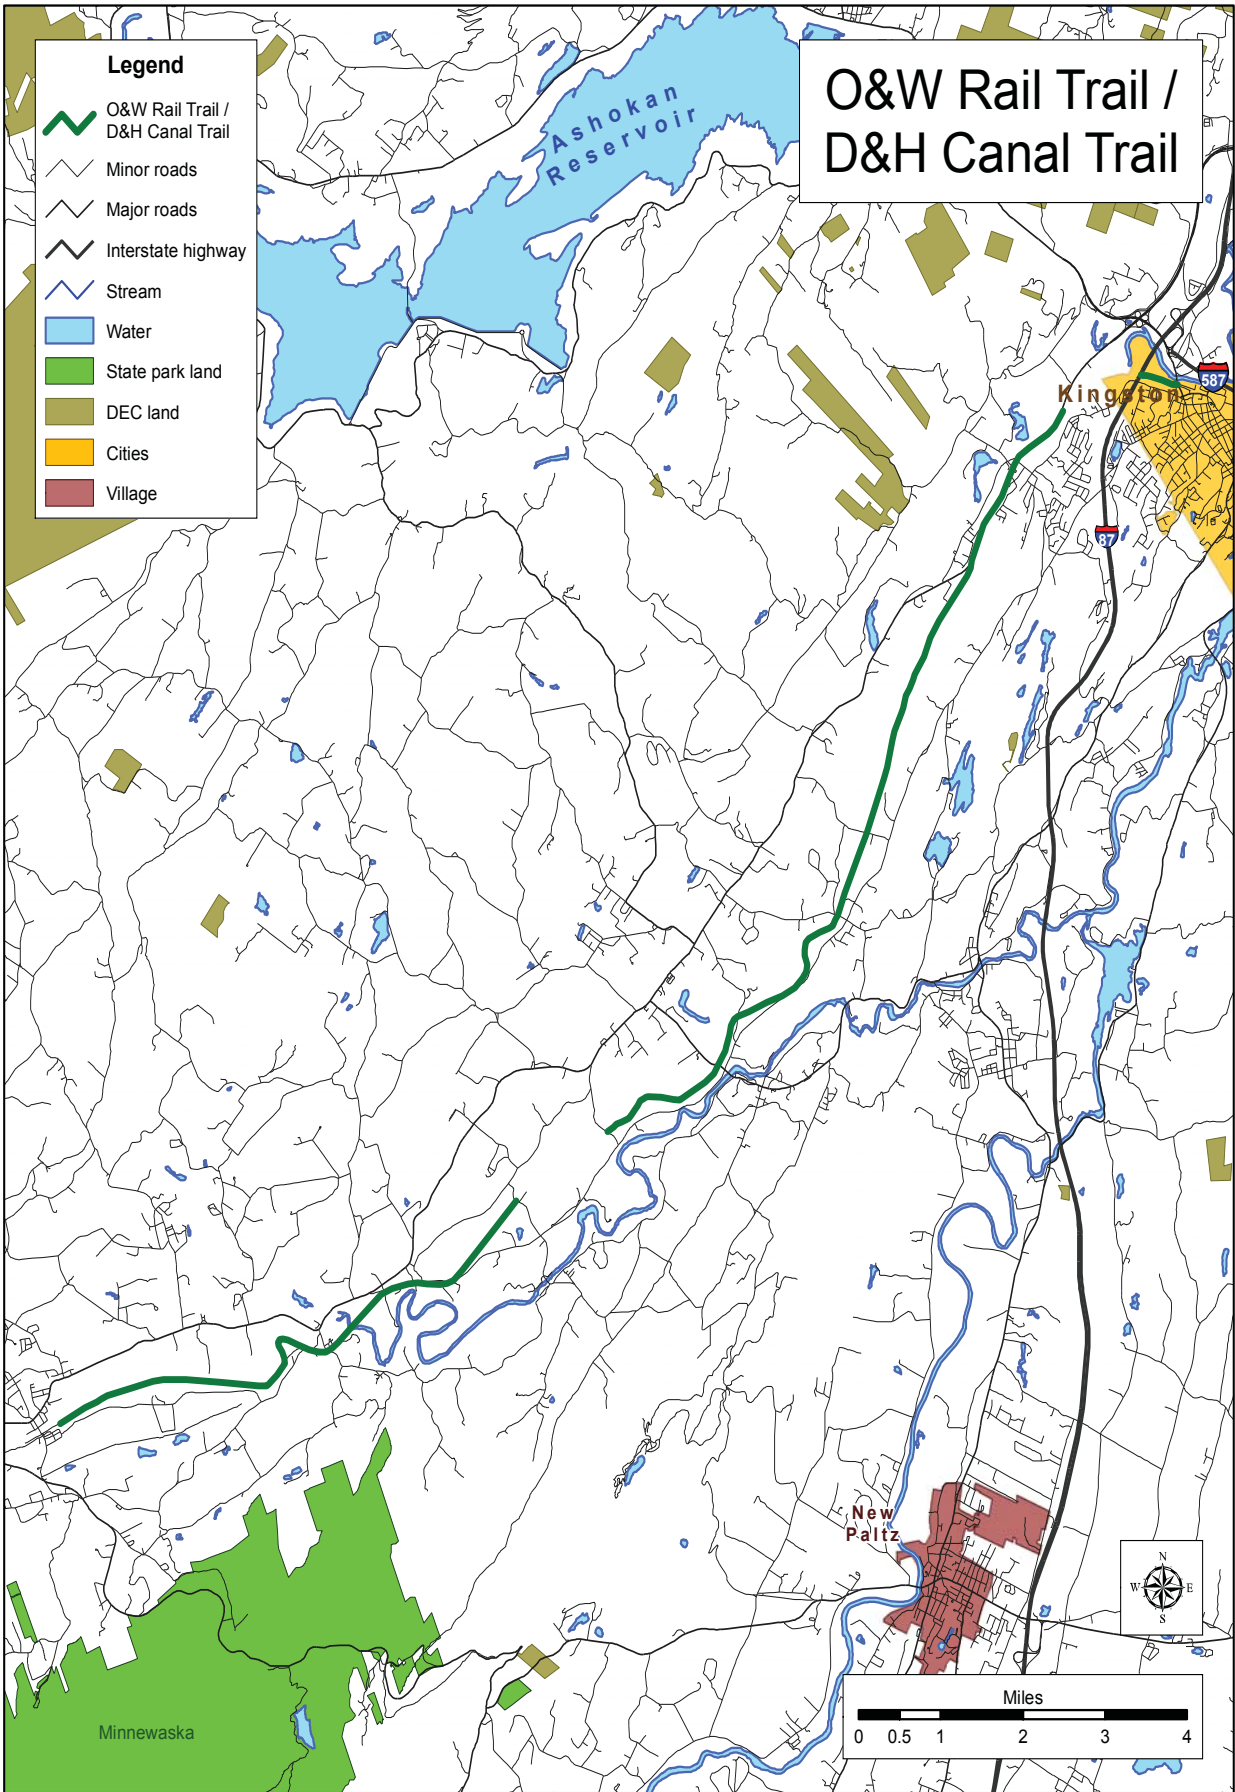 Legend
O&W Rail Trail /
D&H Canal Trail
Minor roads
Major roads
Interstate highway
Stream
Water
State park land
DEC land
Cities
Village
O&W Rail Trail /
D&H Canal Trail
Ashokan
Reservoir
587
Kingston
87
New
Paltz
N
W E
S
Minnewaska
Miles
0 0.5 1 2 3 4